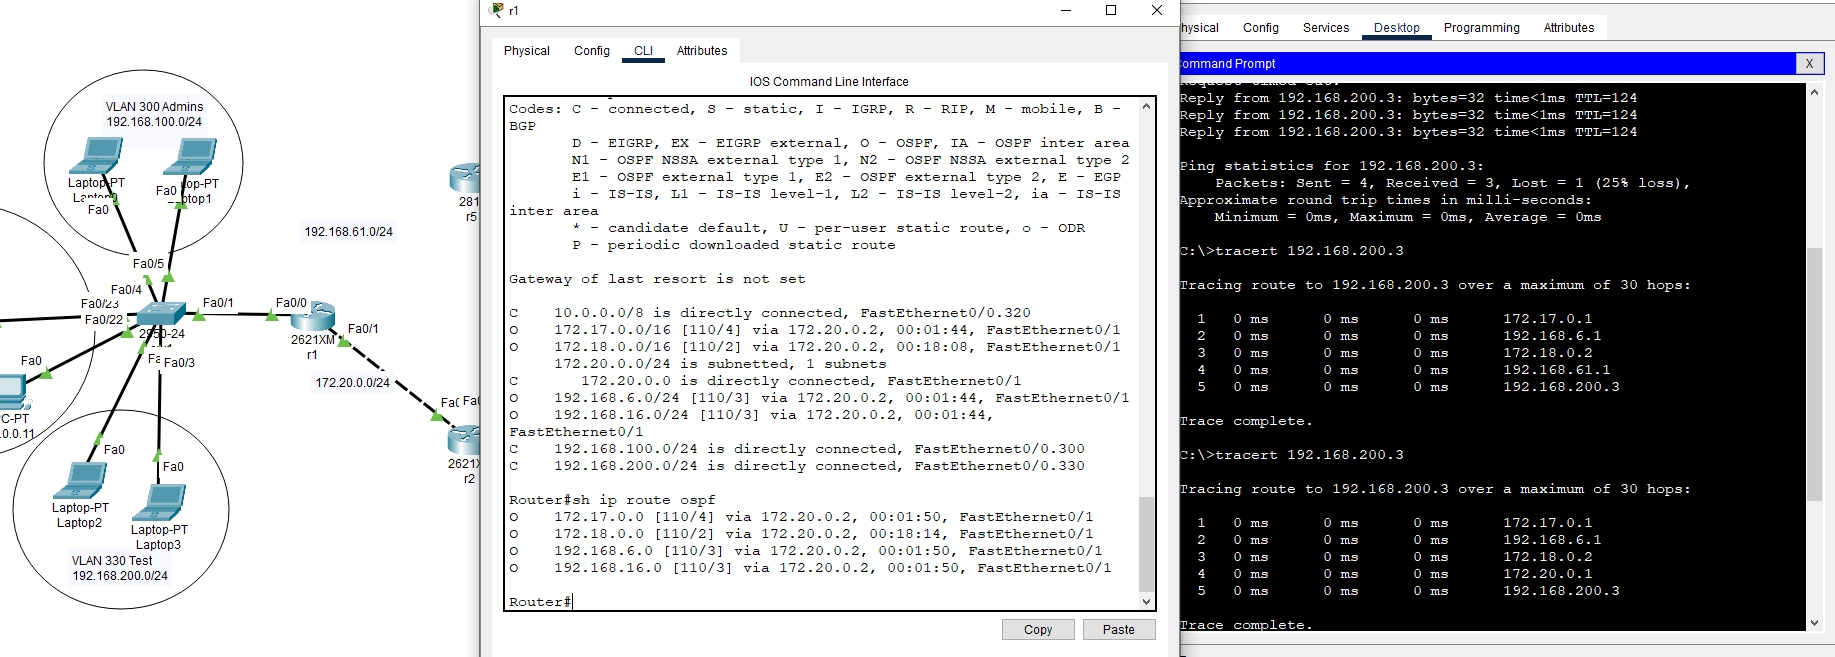 VLAN 300 Admins
192.168.100.0/24
Laptop-PT
Fa0
Fa0
Laptop1
192.168.61.0/24
281
r5
Fa0/5
Fa0/4
Fa0/23
Fa0/22
Fa0/1
Fa0/0
2950-24
2621XM
r1
Fa0/1
Fa0/3
Fa0
172.20.0.0/24
PC-PT
.0.0.11
Fa0
Fa0
2621X
r2
Fa0
Fa0
Laptop-PT
Laptop2
Laptop-PT
Laptop3
VLAN 330 Test
192.168.200.0/24
r1
Physical Config CLI Attributes
IOS Command Line Interface
Codes: C - connected, S - static, I - IGRP, R - RIP, M - mobile, B -
BGP
D - EIGRP, EX - EIGRP external, O - OSPF, IA - OSPF inter area
N1 - OSPF NSSA external type 1, N2 - OSPF NSSA external type 2
E1 - OSPF external type 1, E2 - OSPF external type 2, E - EGP
i - IS-IS, L1 - IS-IS level-1, L2 - IS-IS level-2, ia - IS-IS
inter area
* - candidate default, U - per-user static route, o - ODR
P - periodic downloaded static route
Gateway of last resort is not set
C 10.0.0.0/8 is directly connected, FastEthernet0/0.320
O 172.17.0.0/16 [110/4] via 172.20.0.2, 00:01:44, FastEthernet0/1
O 172.18.0.0/16 [110/2] via 172.20.0.2, 00:18:08, FastEthernet0/1
172.20.0.0/24 is subnetted, 1 subnets
C 172.20.0.0 is directly connected, FastEthernet0/1
O 192.168.6.0/24 [110/3] via 172.20.0.2, 00:01:44, FastEthernet0/1
O 192.168.16.0/24 [110/3] via 172.20.0.2, 00:01:44,
FastEthernet0/1
C 192.168.100.0/24 is directly connected, FastEthernet0/0.300
C 192.168.200.0/24 is directly connected, FastEthernet0/0.330
Router#sh ip route ospf
O 172.17.0.0 [110/4] via 172.20.0.2, 00:01:50, FastEthernet0/1
O 172.18.0.0 [110/2] via 172.20.0.2, 00:18:14, FastEthernet0/1
O 192.168.6.0 [110/3] via 172.20.0.2, 00:01:50, FastEthernet0/1
O 192.168.16.0 [110/3] via 172.20.0.2, 00:01:50, FastEthernet0/1
Router#
Copy Paste
hysical Config Services Desktop Programming Attributes
ommand Prompt X
Request timed out.
Reply from 192.168.200.3: bytes=32 time<1ms TTL=124
Reply from 192.168.200.3: bytes=32 time<1ms TTL=124
Reply from 192.168.200.3: bytes=32 time<1ms TTL=124
Ping statistics for 192.168.200.3:
Packets: Sent = 4, Received = 3, Lost = 1 (25% loss),
Approximate round trip times in milli-seconds:
Minimum = 0ms, Maximum = 0ms, Average = 0ms
C:\>tracert 192.168.200.3
Tracing route to 192.168.200.3 over a maximum of 30 hops:
1 0 ms 0 ms 0 ms 172.17.0.1
2 0 ms 0 ms 0 ms 192.168.6.1
3 0 ms 0 ms 0 ms 172.18.0.2
4 0 ms 0 ms 0 ms 192.168.61.1
5 0 ms 0 ms 0 ms 192.168.200.3
Trace complete.
C:\>tracert 192.168.200.3
Tracing route to 192.168.200.3 over a maximum of 30 hops:
1 0 ms 0 ms 0 ms 172.17.0.1
2 0 ms 0 ms 0 ms 192.168.6.1
3 0 ms 0 ms 0 ms 172.18.0.2
4 0 ms 0 ms 0 ms 172.20.0.1
5 0 ms 0 ms 0 ms 192.168.200.3
Trace complete.